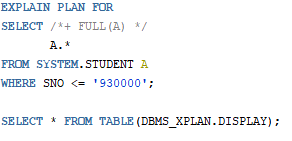 EXPLAIN PLAN FOR
SELECT /*+ FULL(A) */
A.*
FROM SYSTEM.STUDENT A
WHERE SNO <= '930000';
SELECT * FROM TABLE(DBMS_XPLAN.DISPLAY);